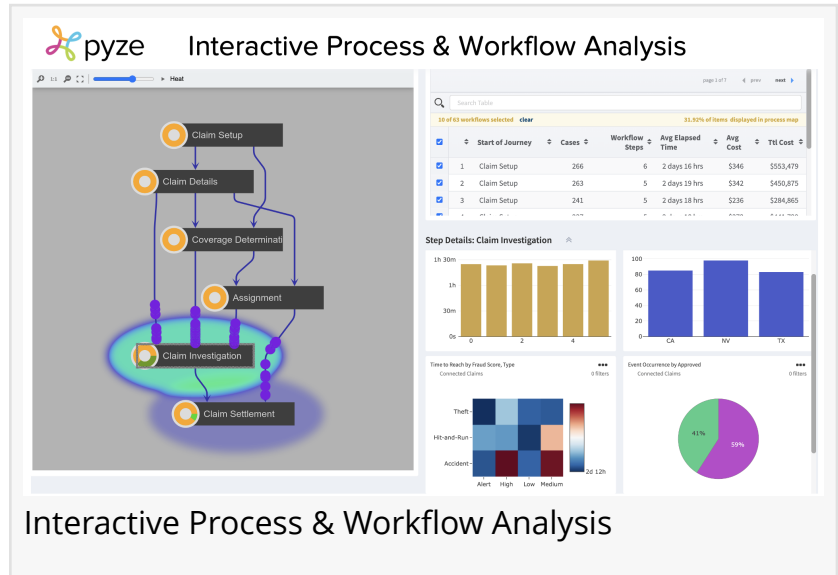 pyze Interactive Process & Workflow Analysis
1:1 Heat
Claim Setup
Claim Details
Coverage Determinati
Assignment
Claim Investigation
Claim Settlement
page 1 of 7 prev next
Search Table
10 of 63 workflows selected clear 51.92% of items displayed in process map
Start of Journey Cases Workflow Steps Avg Elapsed Time Avg Cost Ttl Cost
1 Claim Setup 266 6 2 days 16 hrs $346 $553,479
2 Claim Setup 263 5 2 days 19 hrs $342 $450,875
3 Claim Setup 241 5 2 days 18 hrs $236 $284,865
Step Details: Claim Investigation
1h 30m
1h
30m
0s
0 2 4
100
80
60
40
20
0
CA NV TX
Time to Reach by Fraud Score, Type
Connected Claims 0 filters
Theft
Hit-and-Run
Accident
Alert High Low Medium
2d 12h
Event Occurrence by Approved
Connected Claims 0 filters
41%
59%
Interactive Process & Workflow Analysis